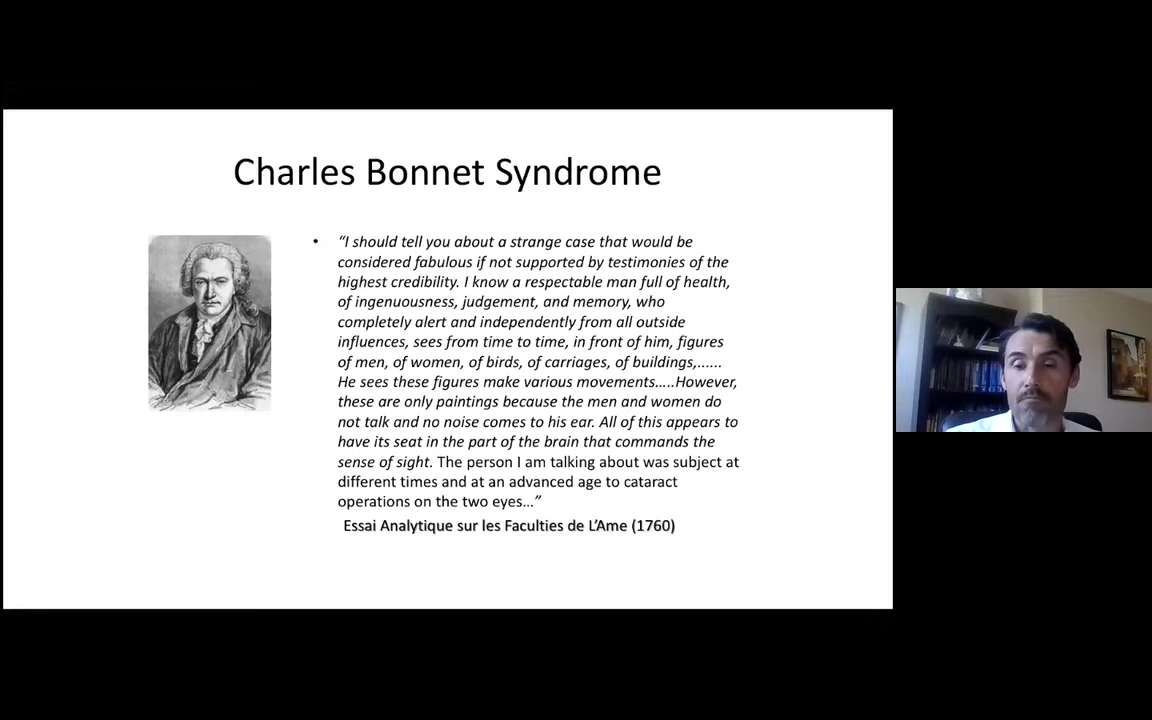 Charles Bonnet Syndrome
• “I should tell you about a strange case that would be
considered fabulous if not supported by testimonies of the
highest credibility. I know a respectable man full of health,
of ingenuousness, judgement, and memory, who
completely alert and independently from all outside
influences, sees from time to time, in front of him, figures
of men, of women, of birds, of carriages, of buildings,......
He sees these figures make various movements.....However,
these are only paintings because the men and women do
not talk and no noise comes to his ear. All of this appears to
have its seat in the part of the brain that commands the
sense of sight. The person I am talking about was subject at
different times and at an advanced age to cataract
operations on the two eyes…”
Essai Analytique sur les Faculties de L’Ame (1760)